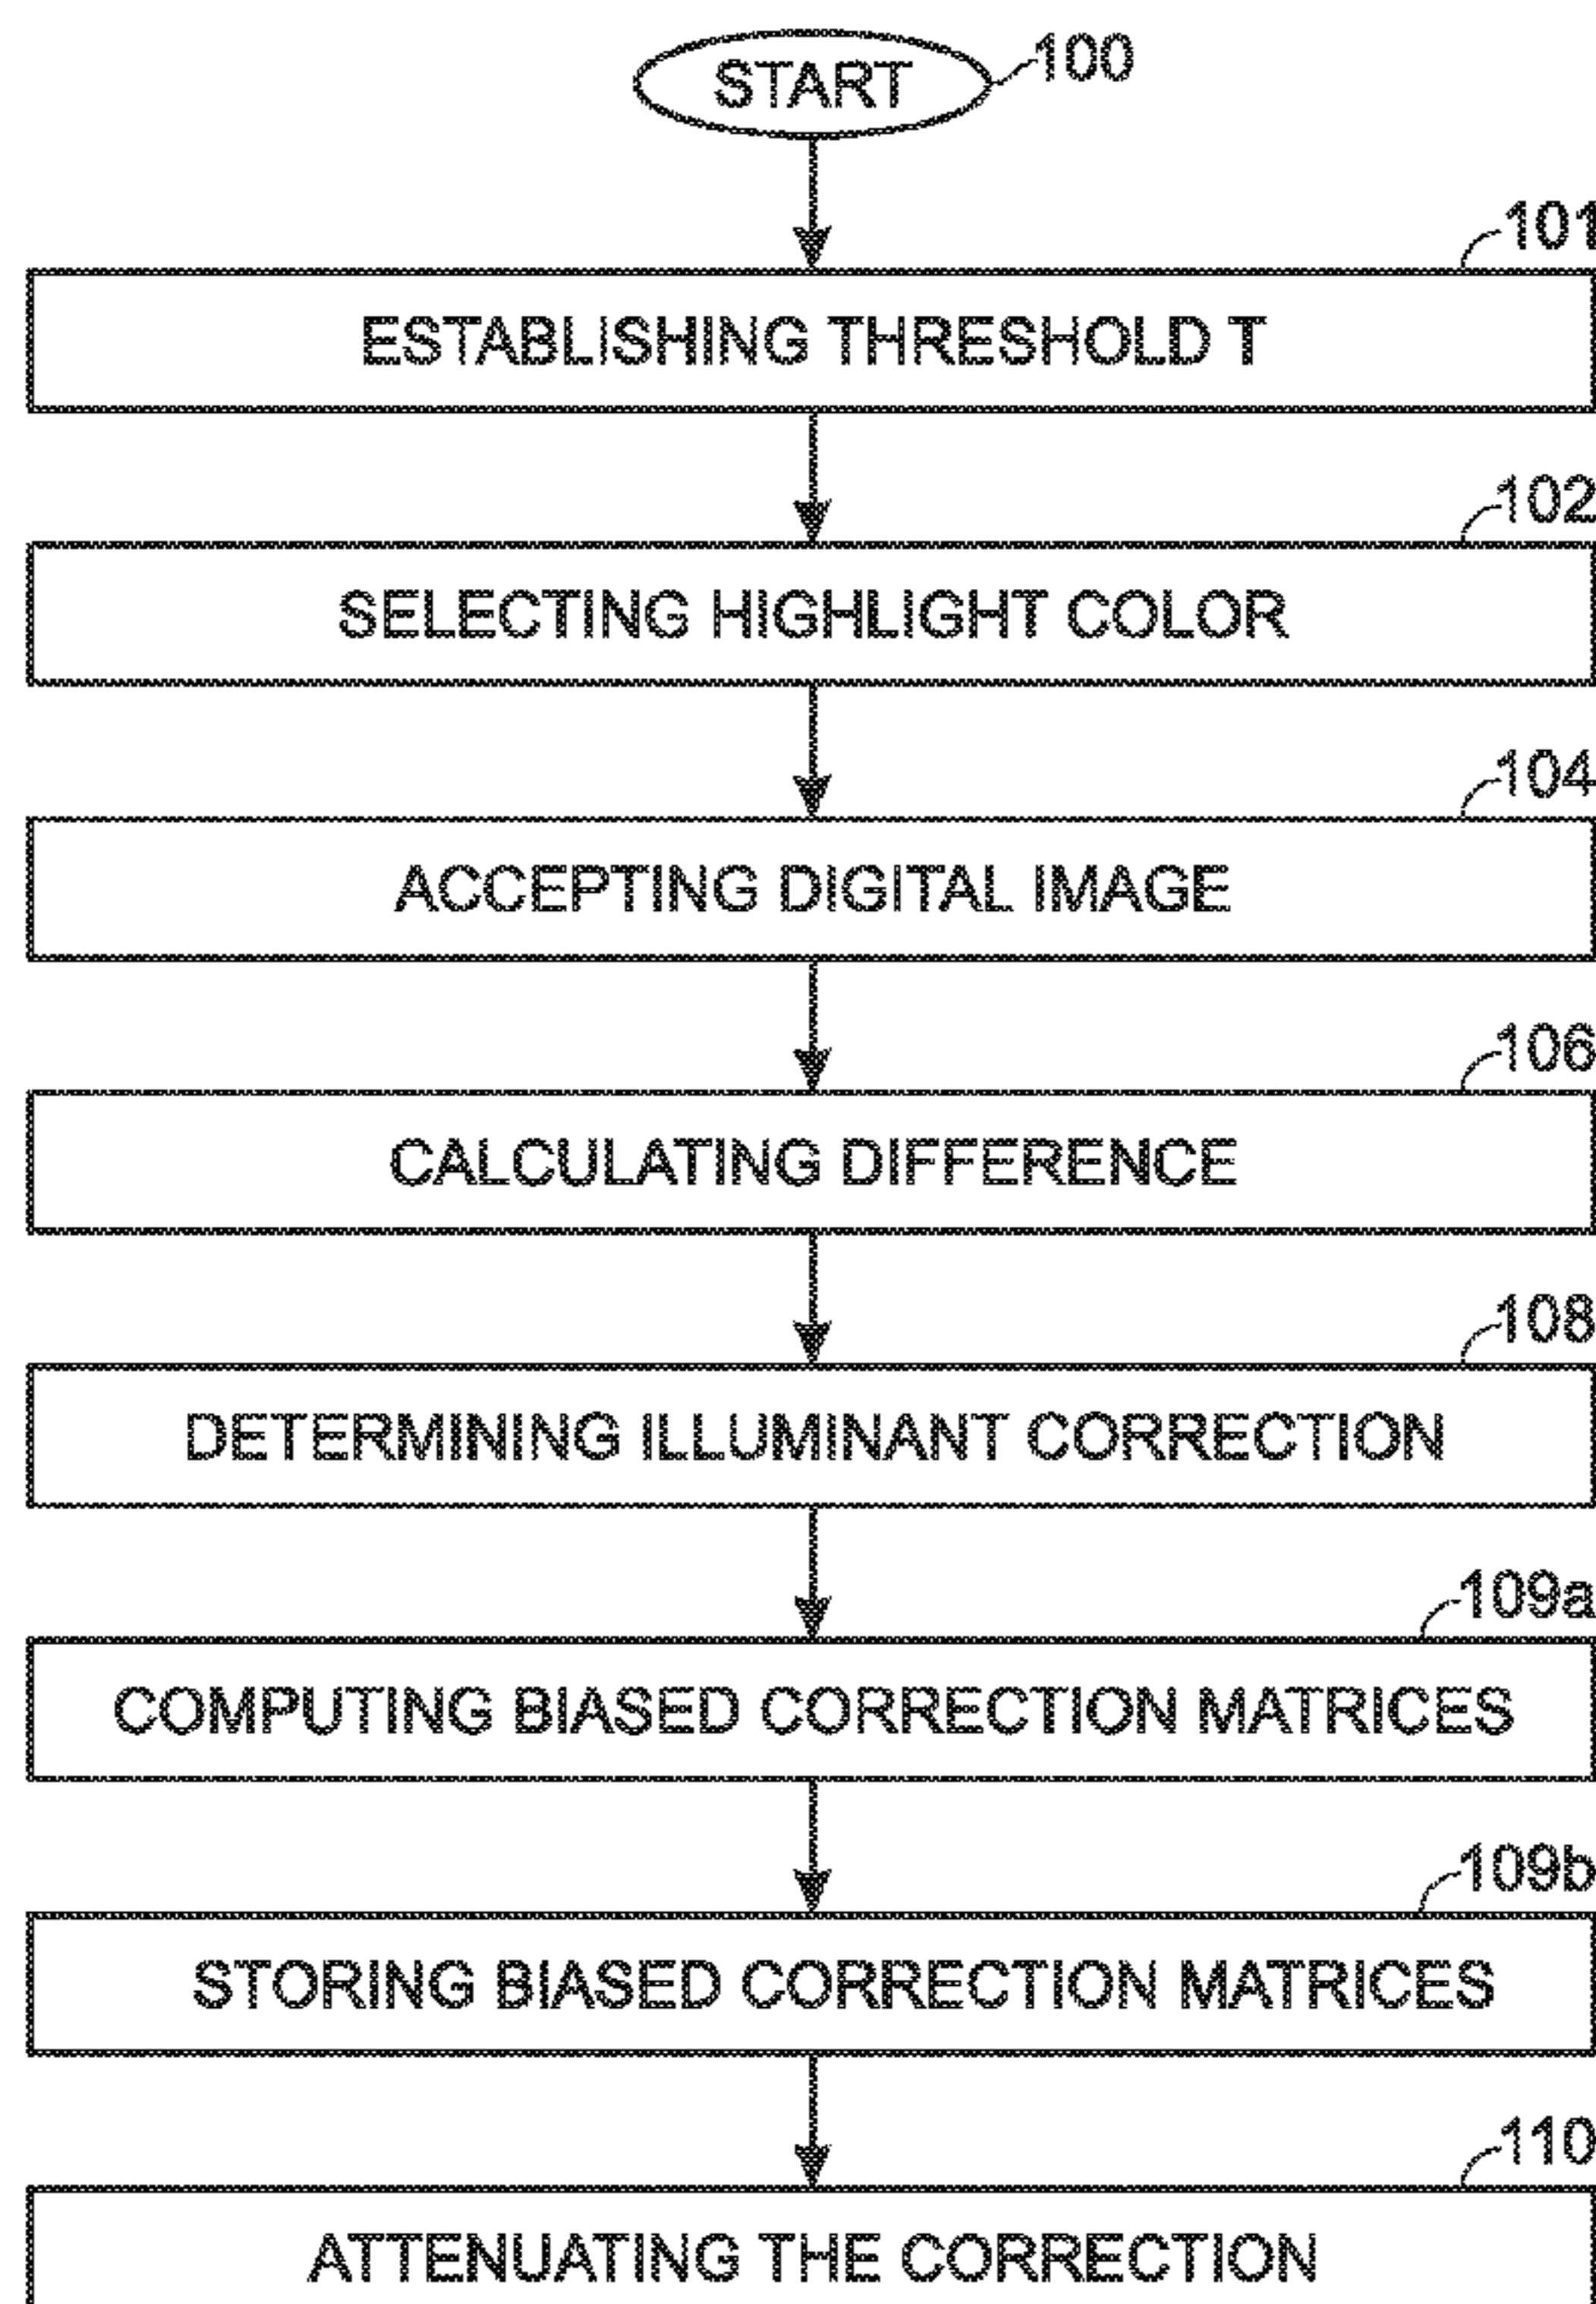 START
100
101
ESTABLISHING THRESHOLD T
102
SELECTING HIGHLIGHT COLOR
104
ACCEPTING DIGITAL IMAGE
106
CALCULATING DIFFERENCE
108
DETERMINING ILLUMINANT CORRECTION
109a
COMPUTING BIASED CORRECTION MATRICES
109b
STORING BIASED CORRECTION MATRICES
110
ATTENUATING THE CORRECTION